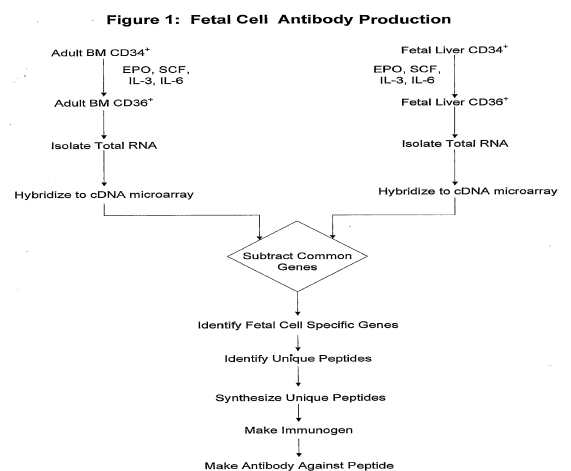 Figure 1: Fetal Cell Antibody Production
Adult BM CD34+
EPO, SCF,
IL-3, IL-6
Adult BM CD36+
Isolate Total RNA
Hybridize to cDNA microarray
Fetal Liver CD34+
EPO, SCF,
IL-3, IL-6
Fetal Liver CD36+
Isolate Total RNA
Hybridize to cDNA microarray
Subtract Common
Genes
Identify Fetal Cell Specific Genes
Identify Unique Peptides
Synthesize Unique Peptides
Make Immunogen
Make Antibody Against Peptide